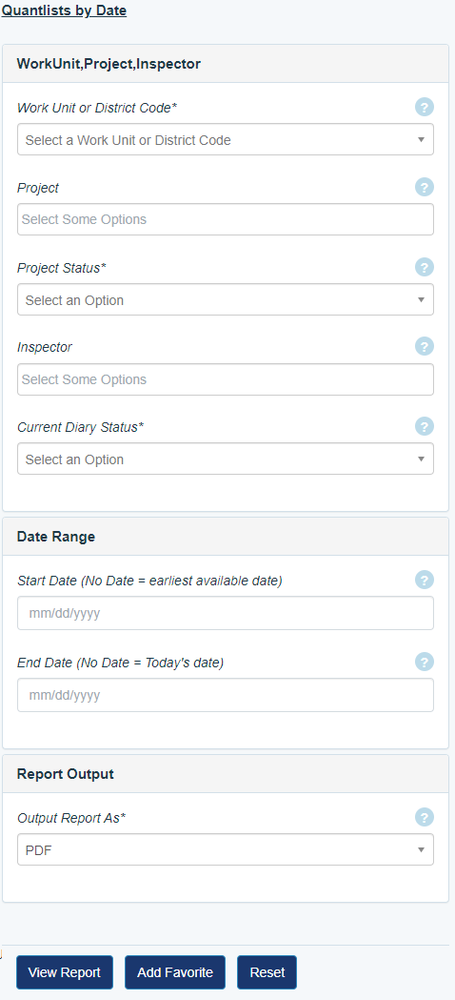 Quantlists by Date
WorkUnit,Project,Inspector
Work Unit or District Code*
?
Select a Work Unit or District Code
Project
?
Select Some Options
Project Status*
?
Select an Option
Inspector
?
Select Some Options
Current Diary Status*
?
Select an Option
Date Range
Start Date (No Date = earliest available date)
?
mm/dd/yyyy
End Date (No Date = Today's date)
?
mm/dd/yyyy
Report Output
Output Report As*
?
PDF
View Report Add Favorite Reset